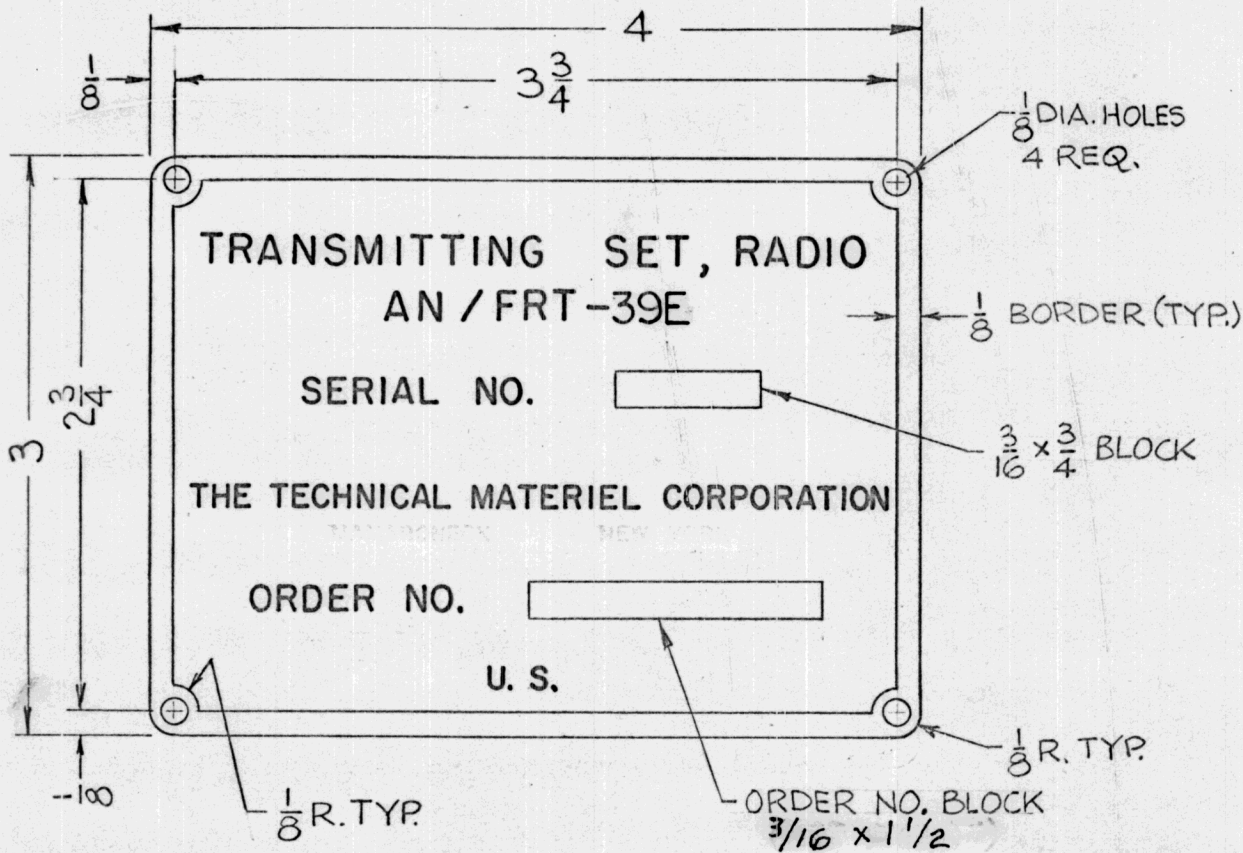 4
1/8
3 3/4
1/8 DIA. HOLES
4 REQ.
TRANSMITTING SET, RADIO
AN / FRT-39E
1/8 BORDER (TYP.)
SERIAL NO.
2 3/4
3
3/16 x 3/4 BLOCK
THE TECHNICAL MATERIEL CORPORATION
NEW YORK
ORDER NO.
U. S.
1/8
1/8 R. TYP.
1/8 R. TYP.
ORDER NO. BLOCK
3/16 x 1 1/2